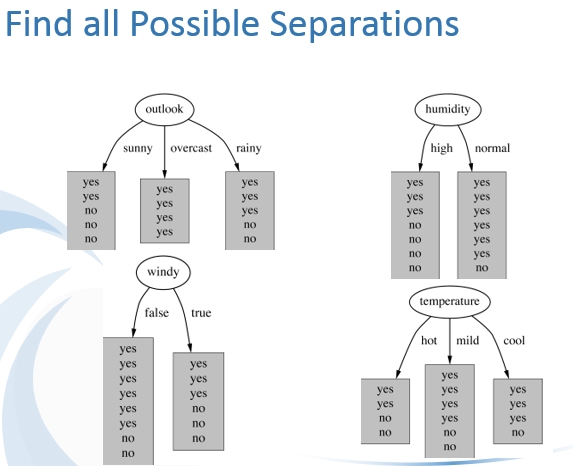 Find all Possible Separations
outlook
sunny overcast rainy
yes
yes
no
no
no
yes
yes
yes
yes
yes
yes
yes
no
no
humidity
high normal
yes
yes
yes
no
no
no
no
yes
yes
yes
yes
yes
yes
no
windy
false true
yes
yes
yes
yes
yes
yes
no
no
yes
yes
yes
no
no
no
temperature
hot mild cool
yes
yes
no
no
yes
yes
yes
yes
no
no
yes
yes
yes
no